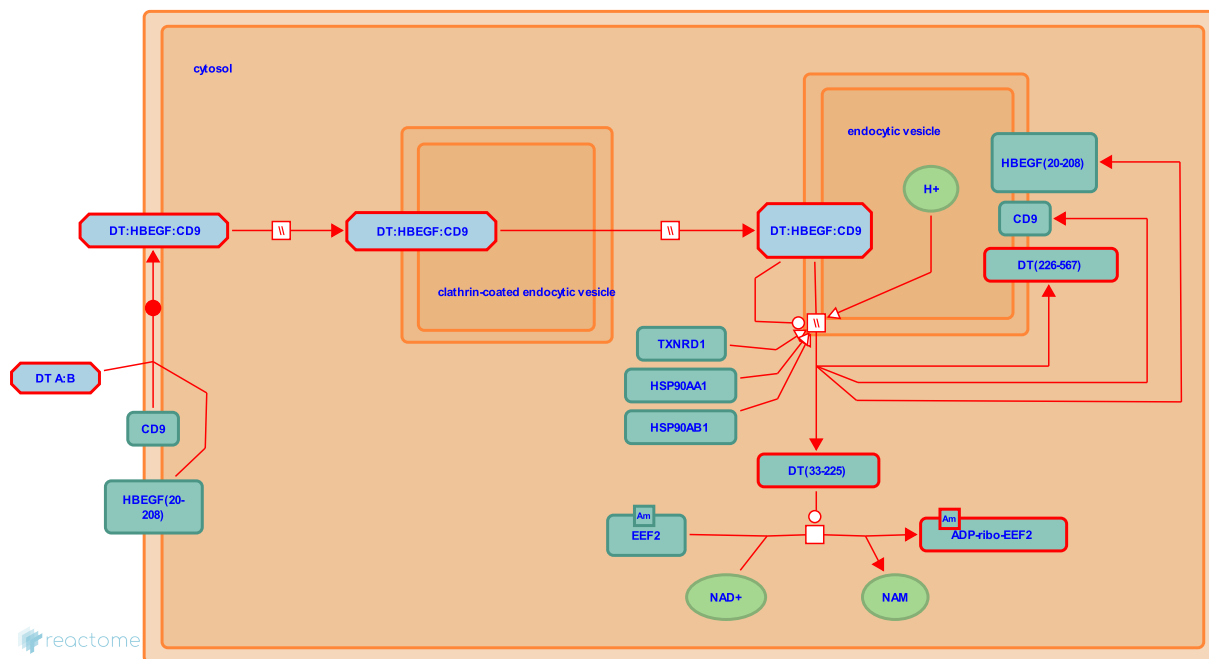 cytosol
endocytic vesicle
HBEGF(20-208)
H+
CD9
DT:HBEGF:CD9
DT:HBEGF:CD9
DT:HBEGF:CD9
DT(226-567)
clathrin-coated endocytic vesicle
TXNRD1
DT A:B
HSP90AA1
CD9
HSP90AB1
DT(33-225)
HBEGF(20-
208)
Am
EEF2
Am
ADP-ribo-EEF2
NAD+
NAM
reactome